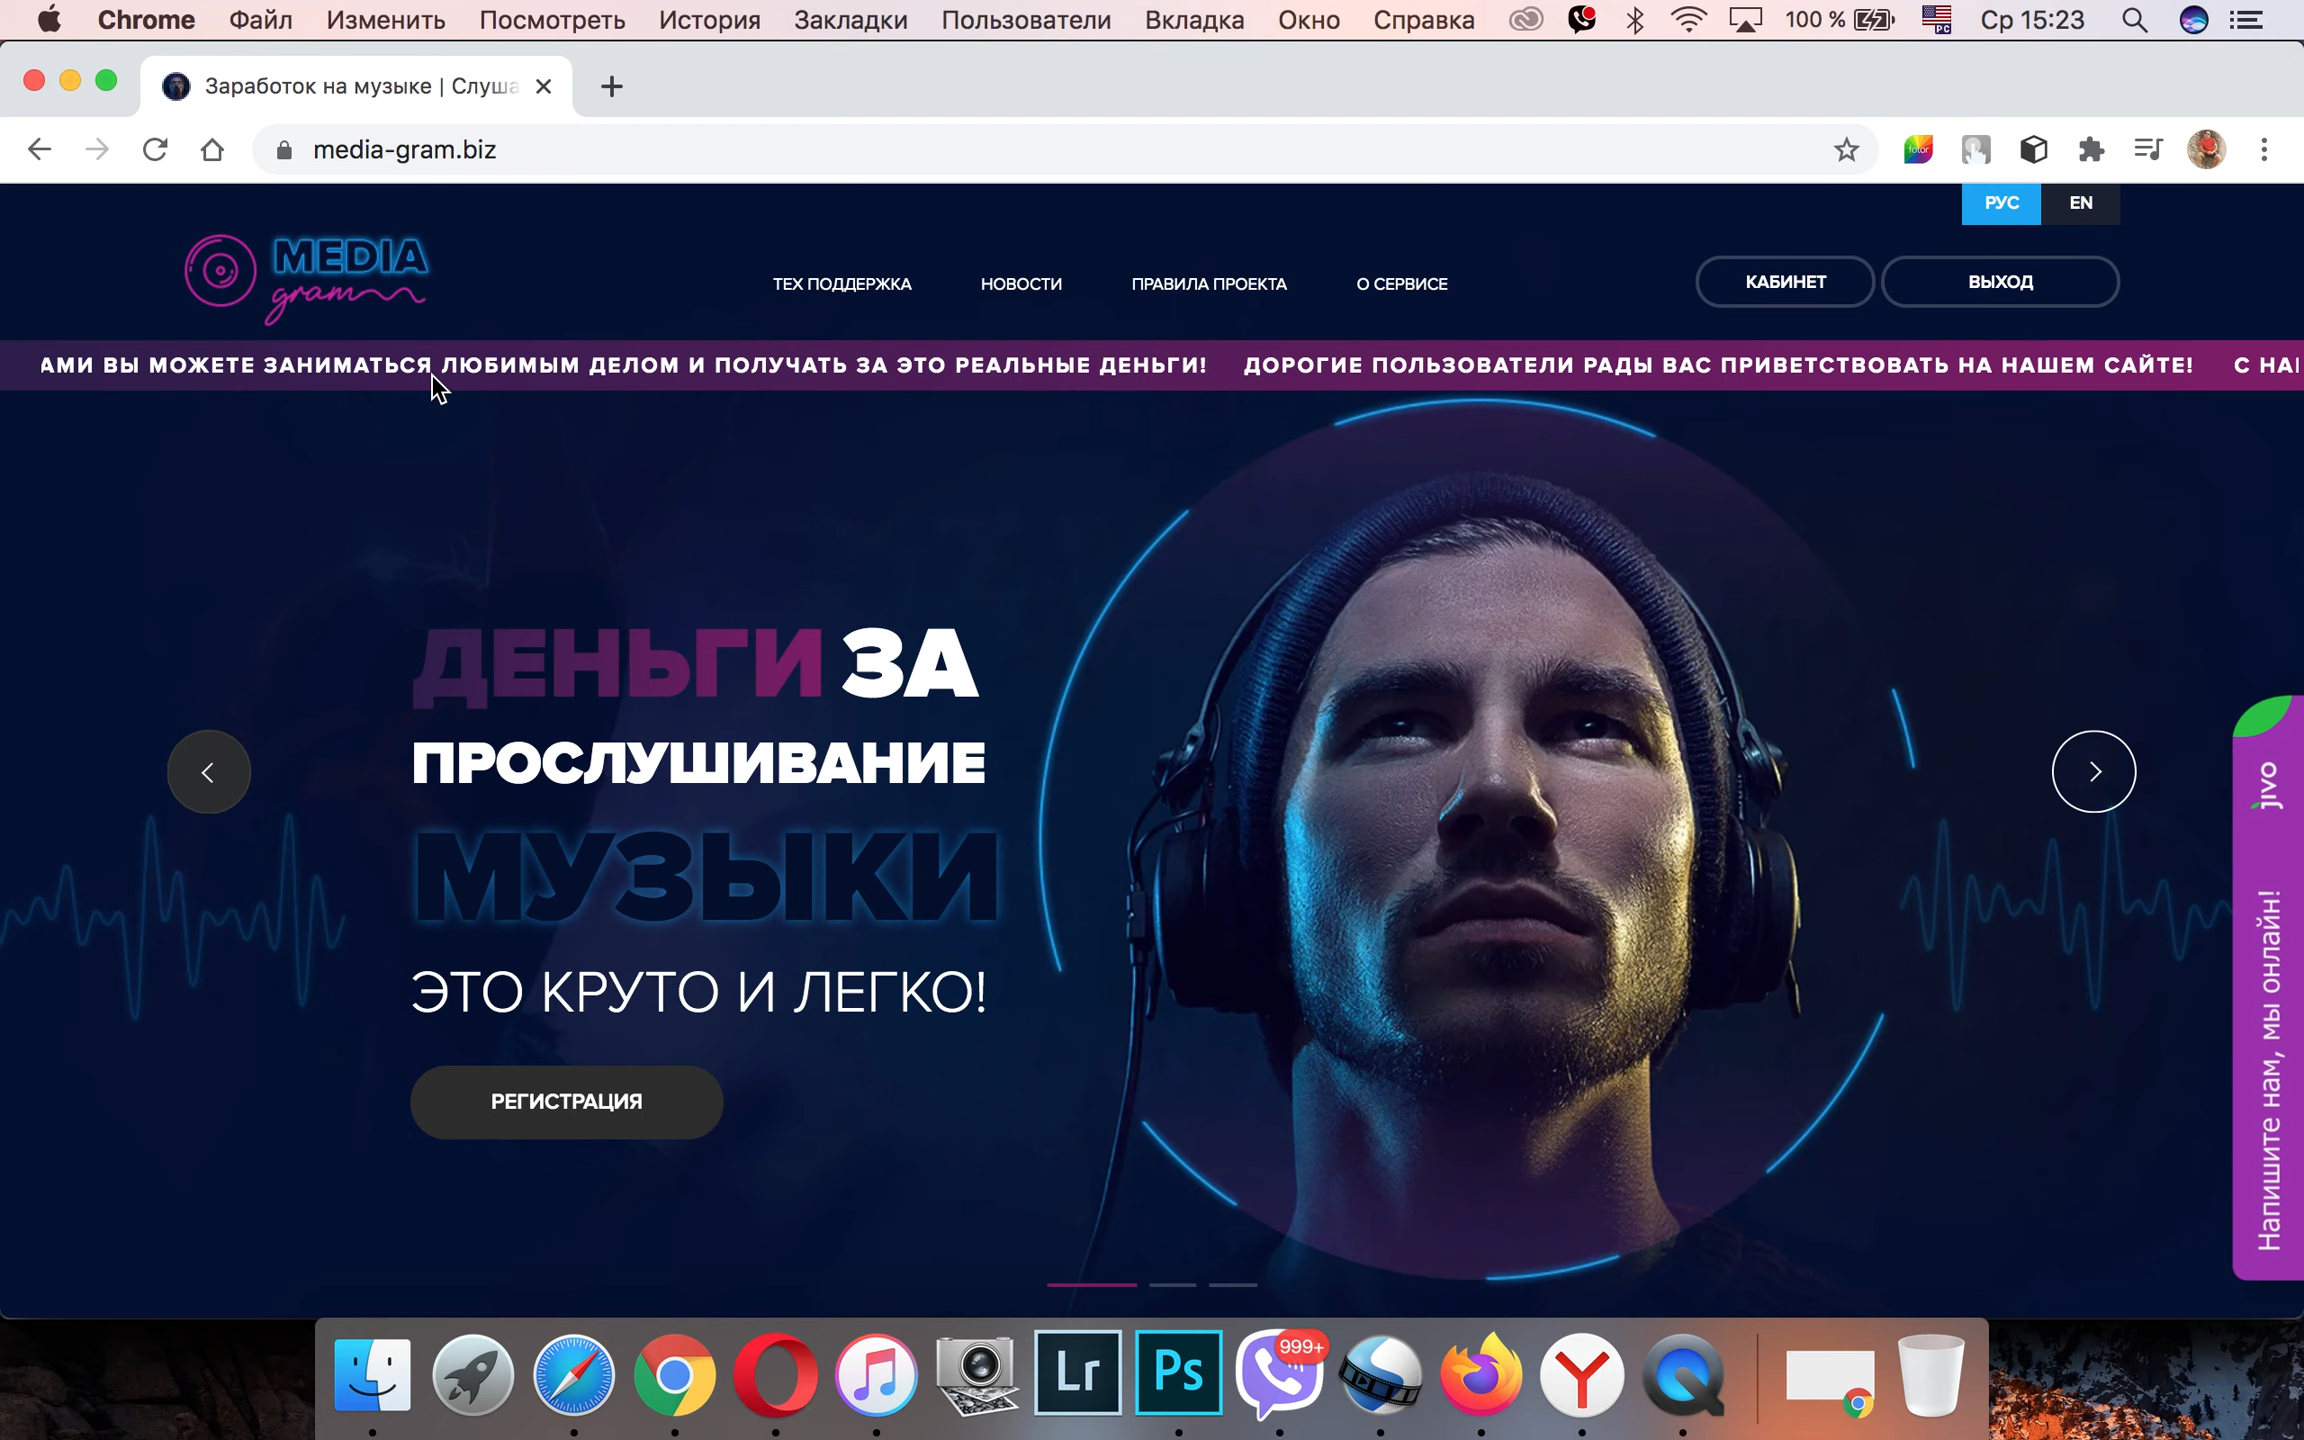 Chrome Файл Изменить Посмотреть История Закладки Пользователи Вкладка Окно Справка 100 % Ср 15:23
Заработок на музыке | Слуша
media-gram.biz
РУС EN
MEDIA
gram
ТЕХ ПОДДЕРЖКА НОВОСТИ ПРАВИЛА ПРОЕКТА О СЕРВИСЕ КАБИНЕТ ВЫХОД
АМИ ВЫ МОЖЕТЕ ЗАНИМАТЬСЯ ЛЮБИМЫМ ДЕЛОМ И ПОЛУЧАТЬ ЗА ЭТО РЕАЛЬНЫЕ ДЕНЬГИ! ДОРОГИЕ ПОЛЬЗОВАТЕЛИ РАДЫ ВАС ПРИВЕТСТВОВАТЬ НА НАШЕМ САЙТЕ! С НА
ДЕНЬГИ ЗА
ПРОСЛУШИВАНИЕ
МУЗЫКИ
ЭТО КРУТО И ЛЕГКО!
РЕГИСТРАЦИЯ
jivo
Напишите нам, мы онлайн!
Lr Ps 999+